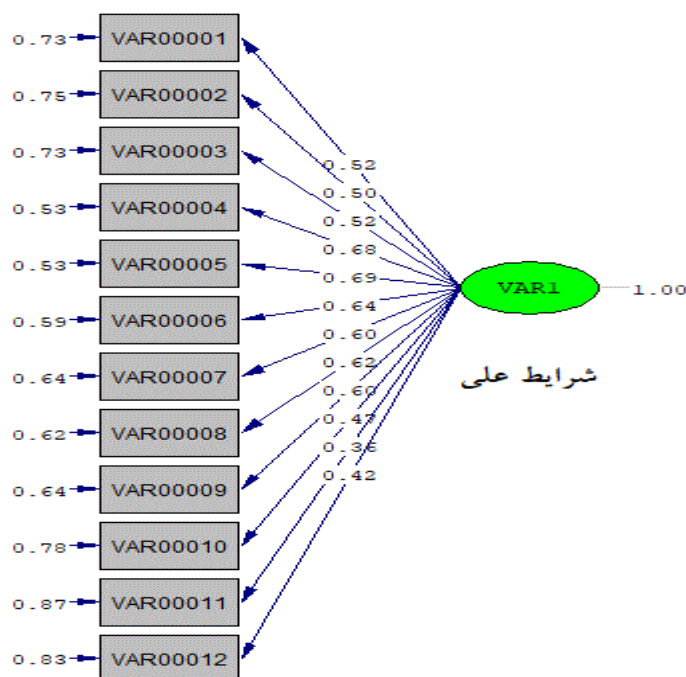 0.73 VAR00001
0.75 VAR00002
0.73 VAR00003
0.53 VAR00004
0.53 VAR00005
0.59 VAR00006
0.64 VAR00007
0.62 VAR00008
0.64 VAR00009
0.78 VAR00010
0.87 VAR00011
0.83 VAR00012
0.52
0.50
0.52
0.68
0.69
0.64
0.60
0.62
0.60
0.47
0.36
0.42
VAR1 1.00
شرایط علی